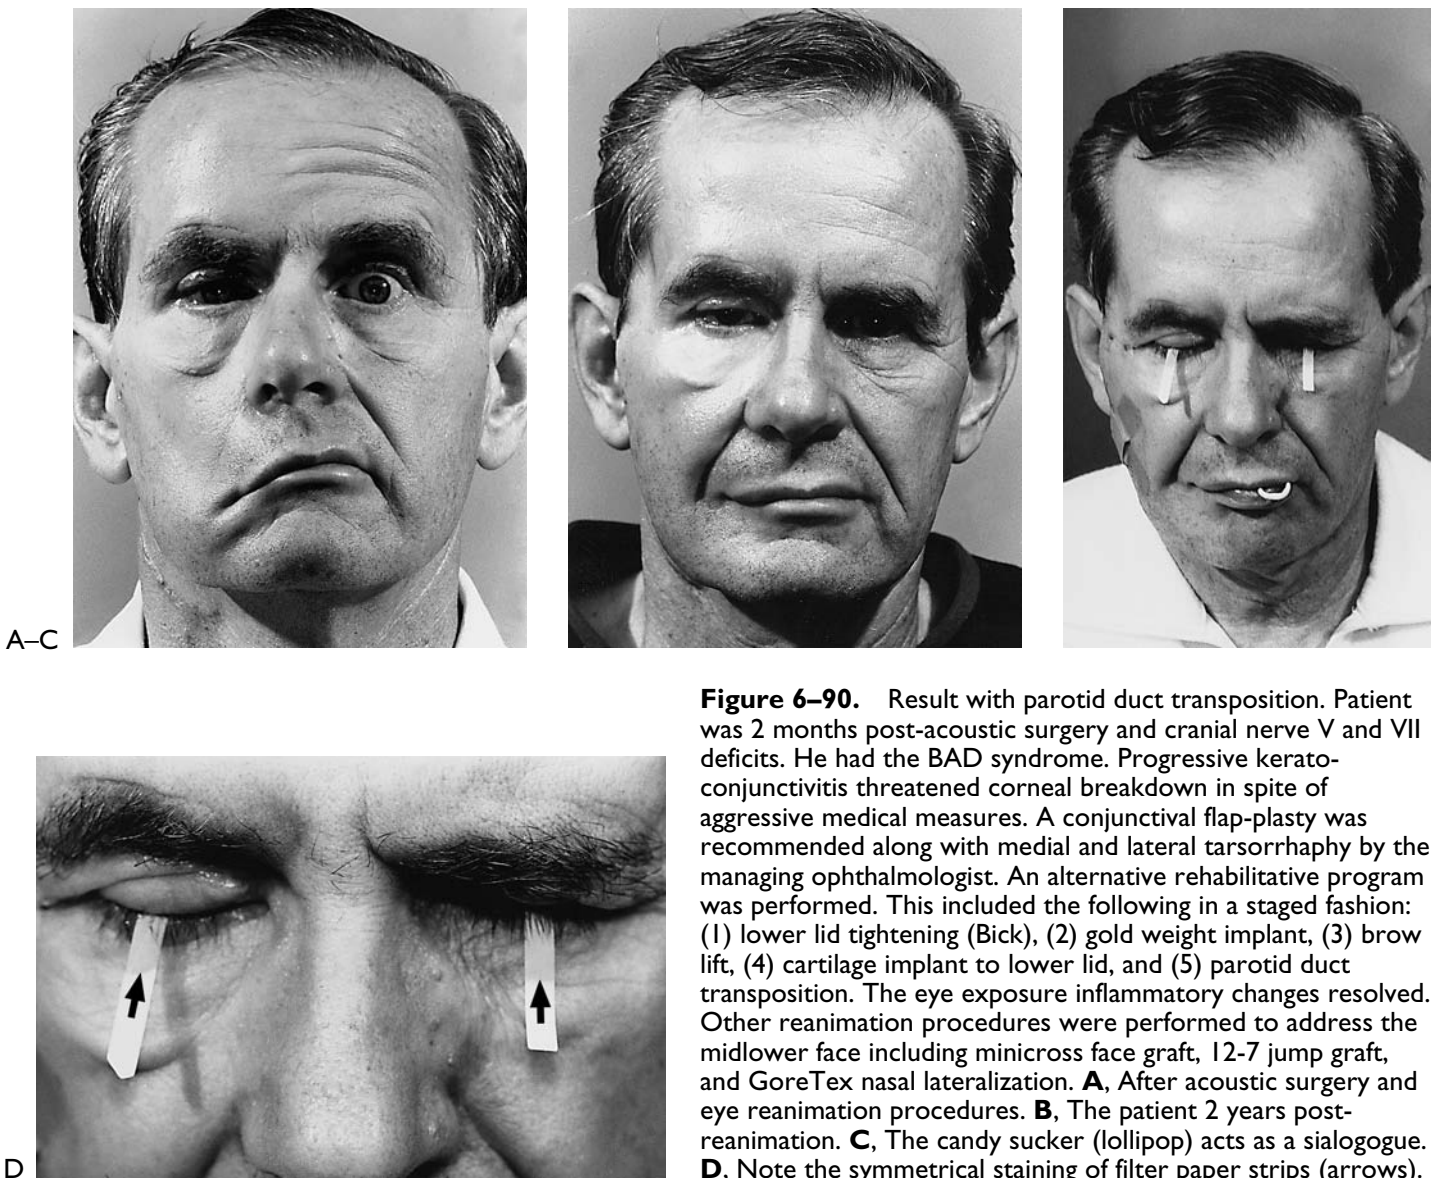 A–C
Figure 6–90. Result with parotid duct transposition. Patient
was 2 months post-acoustic surgery and cranial nerve V and VII
deficits. He had the BAD syndrome. Progressive kerato-
conjunctivitis threatened corneal breakdown in spite of
aggressive medical measures. A conjunctival flap-plasty was
recommended along with medial and lateral tarsorrhaphy by the
managing ophthalmologist. An alternative rehabilitative program
was performed. This included the following in a staged fashion:
(1) lower lid tightening (Bick), (2) gold weight implant, (3) brow
lift, (4) cartilage implant to lower lid, and (5) parotid duct
transposition. The eye exposure inflammatory changes resolved.
Other reanimation procedures were performed to address the
midlower face including minicross face graft, 12-7 jump graft,
and GoreTex nasal lateralization. A, After acoustic surgery and
eye reanimation procedures. B, The patient 2 years post-
reanimation. C, The candy sucker (lollipop) acts as a sialogogue.
D, Note the symmetrical staining of filter paper strips (arrows).
D